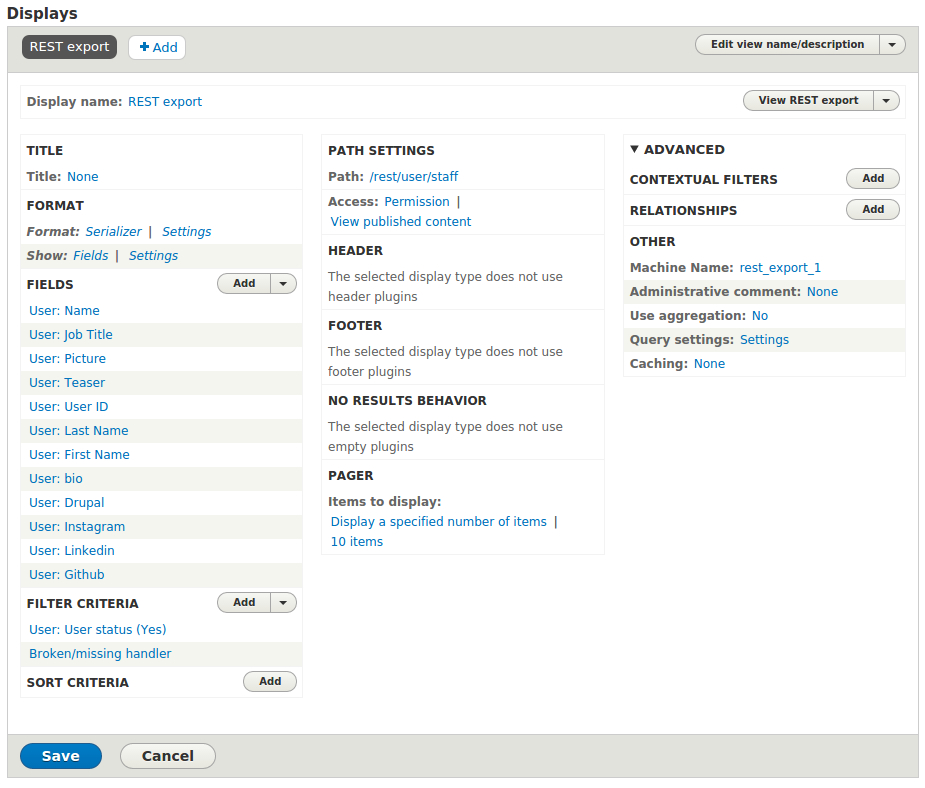 Displays
REST export
Add
Edit view name/description
Display name: REST export
View REST export
TITLE
Title: None
FORMAT
Format: Serializer | Settings
Show: Fields | Settings
FIELDS
Add
User: Name
User: Job Title
User: Picture
User: Teaser
User: User ID
User: Last Name
User: First Name
User: bio
User: Drupal
User: Instagram
User: Linkedin
User: Github
FILTER CRITERIA
Add
User: User status (Yes)
Broken/missing handler
SORT CRITERIA
Add
PATH SETTINGS
Path: /rest/user/staff
Access: Permission |
View published content
HEADER
The selected display type does not use
header plugins
FOOTER
The selected display type does not use
footer plugins
NO RESULTS BEHAVIOR
The selected display type does not use
empty plugins
PAGER
Items to display:
Display a specified number of items |
10 items
ADVANCED
CONTEXTUAL FILTERS
Add
RELATIONSHIPS
Add
OTHER
Machine Name: rest_export_1
Administrative comment: None
Use aggregation: No
Query settings: Settings
Caching: None
Save
Cancel